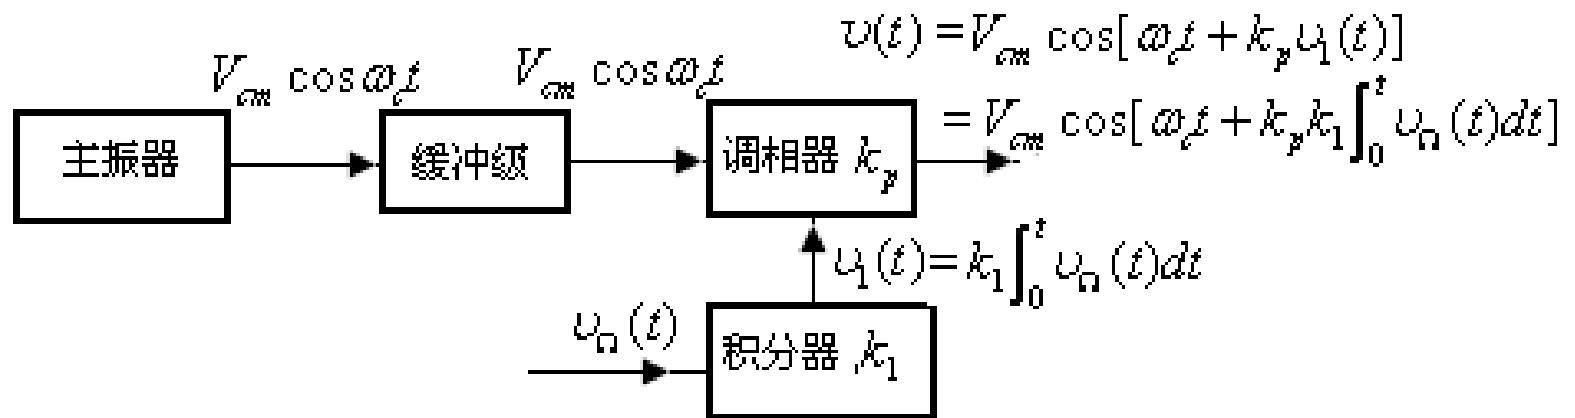 υ(t) = V_cm cos[ω_c t + k_p υ_1(t)]
V_cm cos ω_c t
V_cm cos ω_c t
= V_cm cos[ω_c t + k_p k_1 ∫_0^t υ_Ω(t)dt]
主振器
缓冲级
调相器 k_p
υ_1(t) = k_1 ∫_0^t υ_Ω(t)dt
υ_Ω(t)
积分器 ,k_1